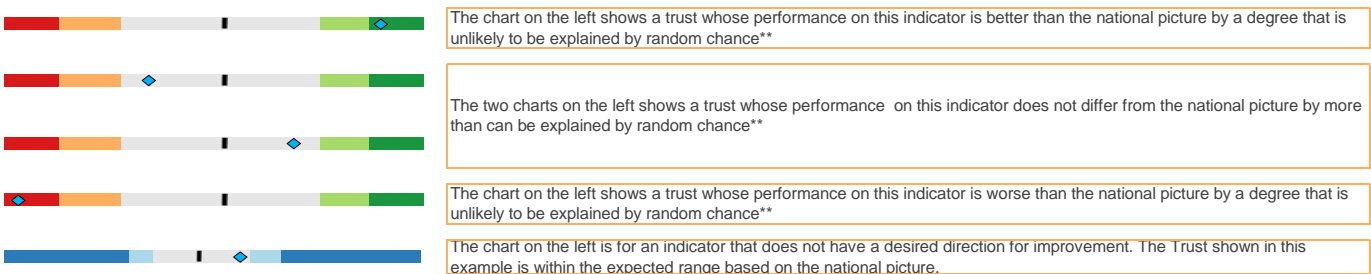 The chart on the left shows a trust whose performance on this indicator is better than the national picture by a degree that is
unlikely to be explained by random chance**
The two charts on the left shows a trust whose performance  on this indicator does not differ from the national picture by more
than can be explained by random chance**
The chart on the left shows a trust whose performance on this indicator is worse than the national picture by a degree that is
unlikely to be explained by random chance**
The chart on the left is for an indicator that does not have a desired direction for improvement. The Trust shown in this
example is within the expected range based on the national picture.